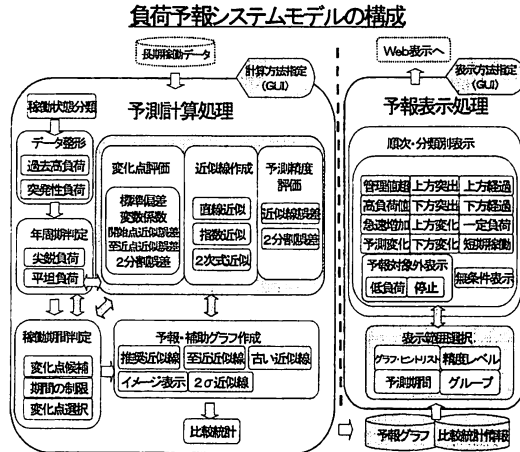 負荷予報システムモデルの構成
長期稼働データ
計算方法指定
(GUI)
予測計算処理
稼働状態分類
データ整形
過去高負荷
突発性負荷
年周期判定
尖鋭負荷
平坦負荷
稼働期間判定
変化点候補
期間の制限
変化点選択
変化点評価
標準偏差
変数係数
開始点近似誤差
至近点近似誤差
2分割誤差
近似線作成
直線近似
指数近似
2次式近似
予測精度
評価
近似線誤差
2分割誤差
予報・補助グラフ作成
推奨近似線
至近近似線
古い近似線
イメージ表示
2σ近似線
比較統計
Web表示へ
表示方法指定
(GUI)
予報表示処理
順次・分類別表示
管理値超
上方突出
上方経過
高負荷値
下方突出
下方経過
急速増加
上方変化
一定負荷
予測変化
下方変化
短期稼働
予報対象外表示
低負荷
停止
無条件表示
表示範囲選択
グラフ・ヒントリスト
精度レベル
予測期間
グループ
予報グラフ
比較統計情報